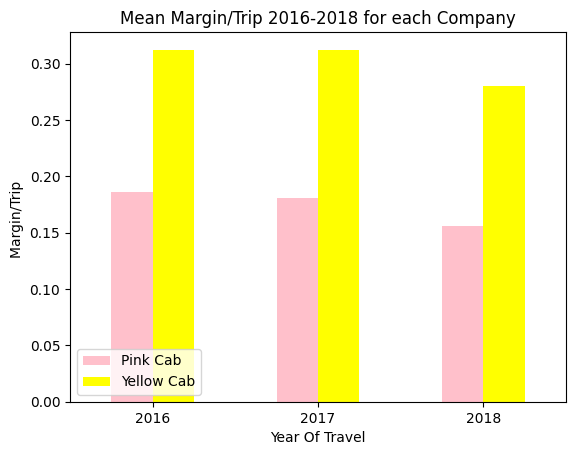 Mean Margin/Trip 2016-2018 for each Company
Margin/Trip
0.30
0.25
0.20
0.15
0.10
0.05
0.00
Pink Cab
Yellow Cab
2016 2017 2018
Year Of Travel